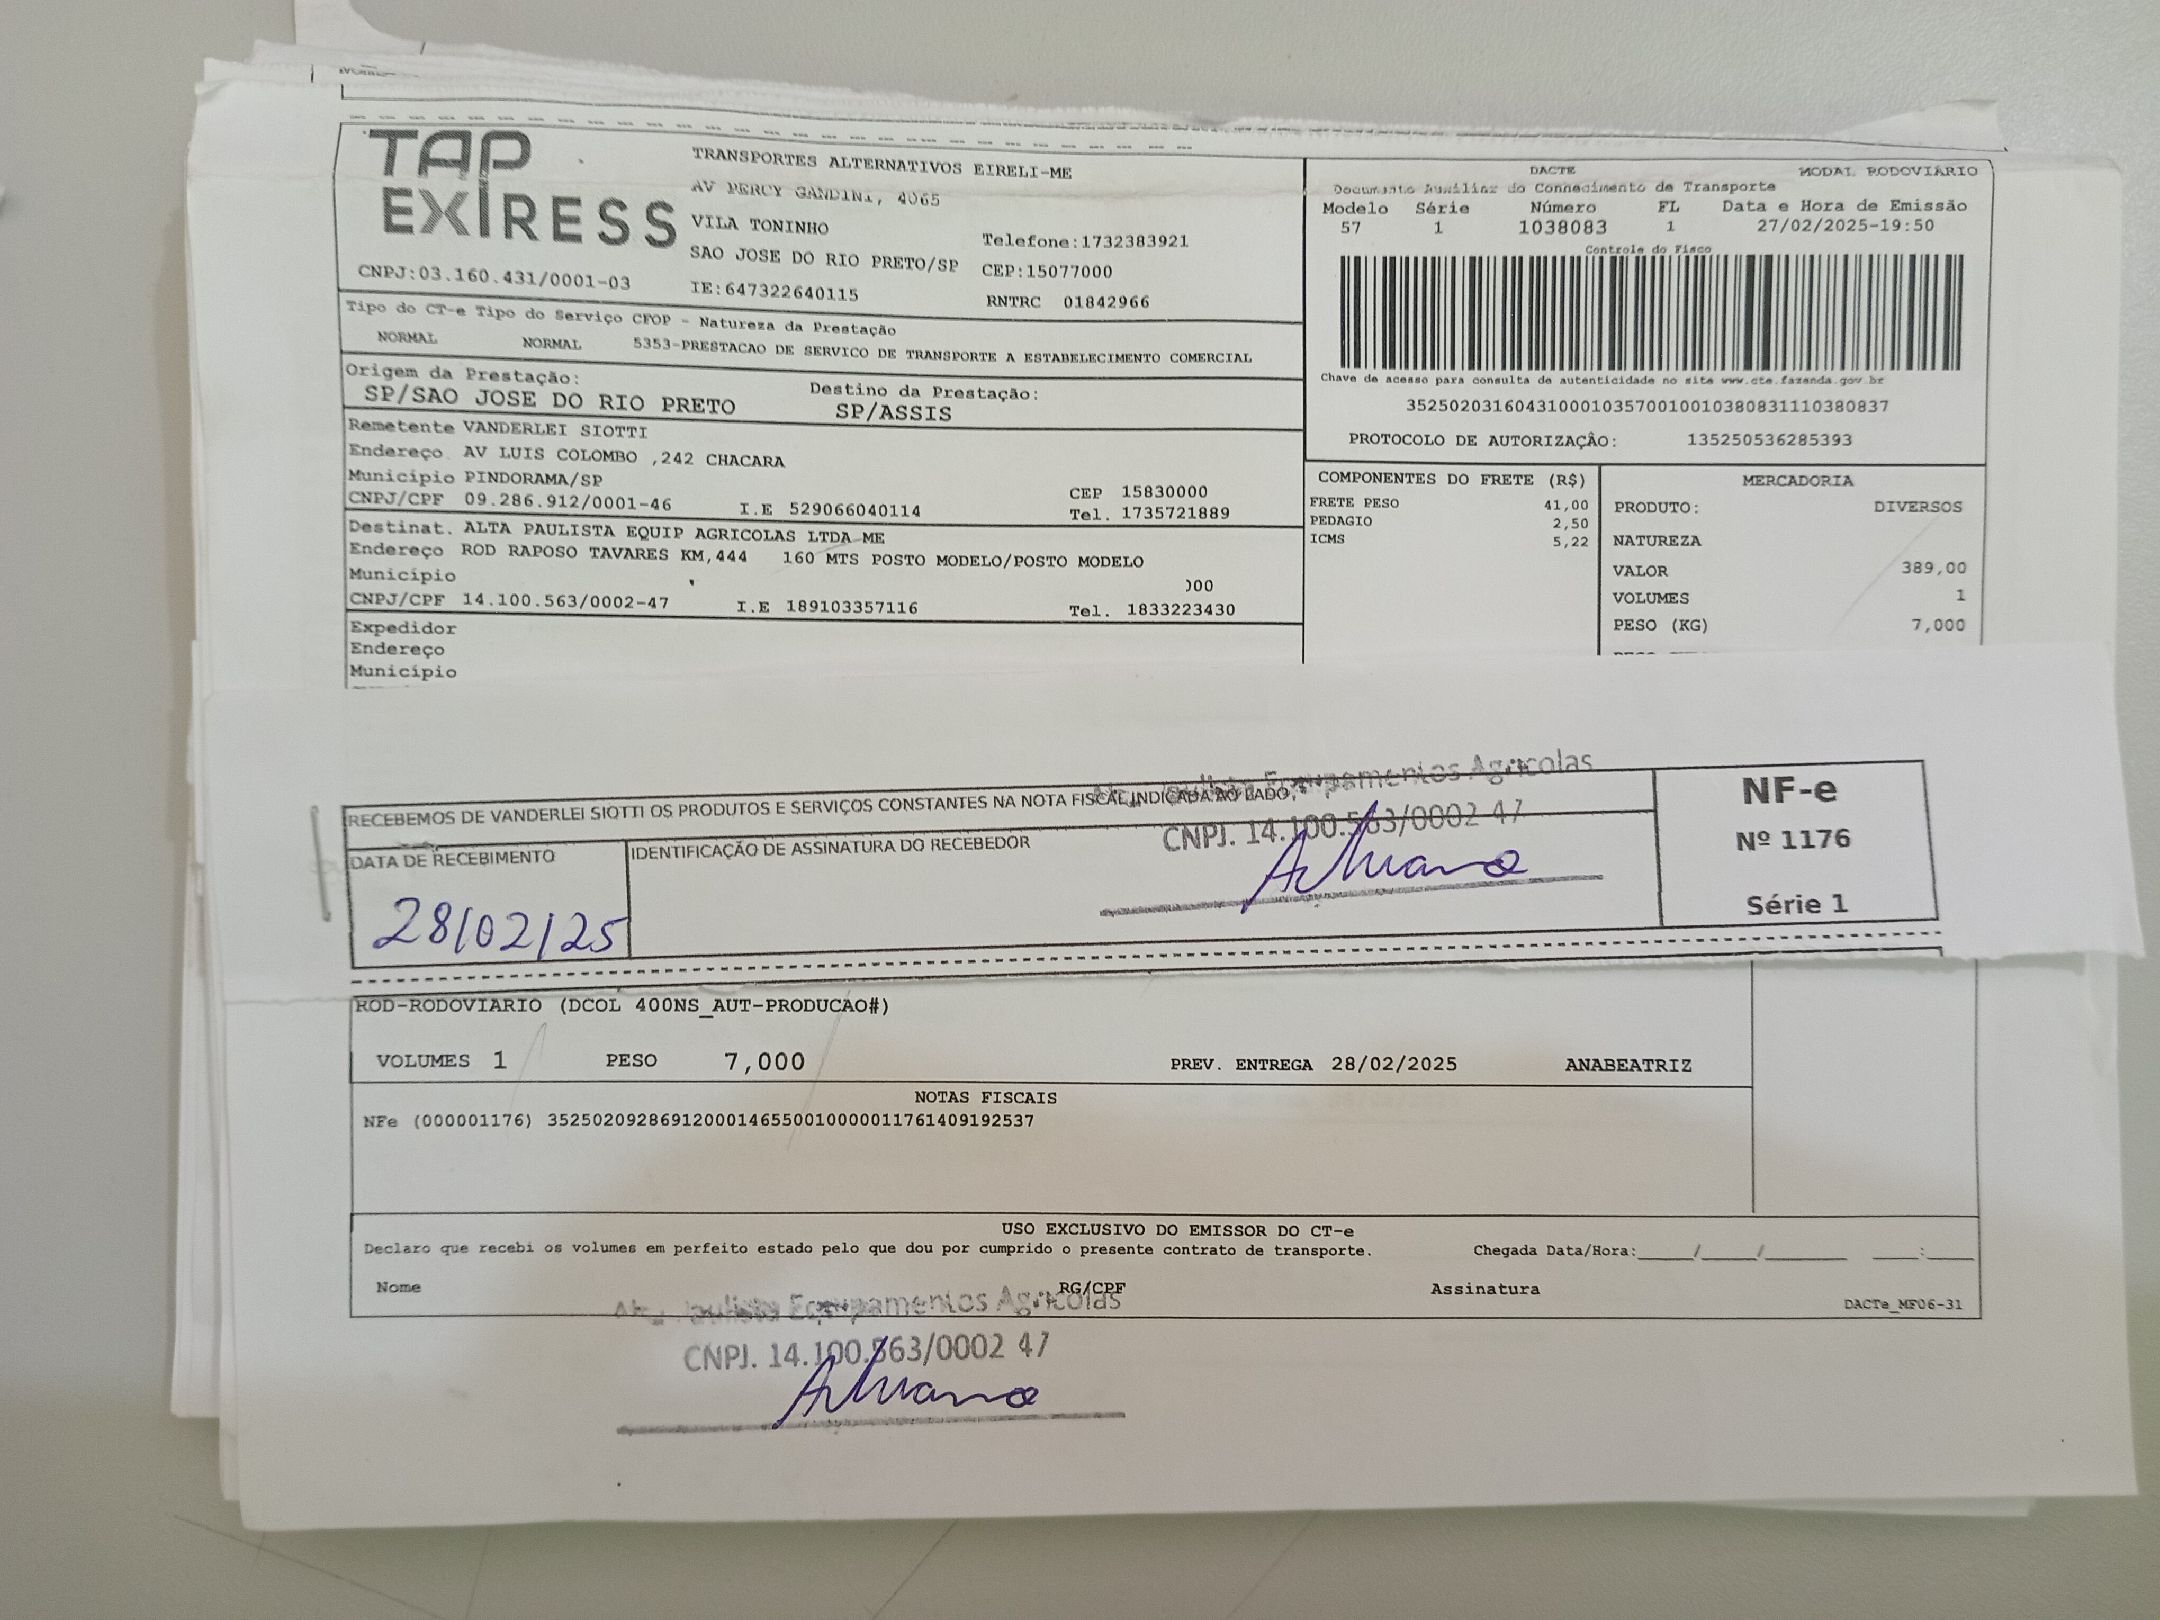 TAP
EXPRESS
CNPJ:03.160.431/0001-03
TRANSPORTES ALTERNATIVOS EIRELI-ME
AV PERCY GANDINI, 4065
VILA TONINHO
SAO JOSE DO RIO PRETO/SP
IE:647322640115
Telefone:1732383921
CEP:15077000
RNTRC 01842966
DACTE MODAL RODOVIÁRIO
Documento Auxiliar do Connecimento de Transporte
Modelo Série Número FL Data e Hora de Emissão
57 1 1038083 1 27/02/2025-19:50
Controle do Fisco
Chave de acesso para consulta de autenticidade no site www.cte.fazenda.gov.br
35250203160431000103570010010380831110380837
PROTOCOLO DE AUTORIZAÇÃO: 135250536285393
Tipo do CT-e Tipo do Serviço CFOP - Natureza da Prestação
NORMAL NORMAL 5353-PRESTACAO DE SERVICO DE TRANSPORTE A ESTABELECIMENTO COMERCIAL
Origem da Prestação: Destino da Prestação:
SP/SAO JOSE DO RIO PRETO SP/ASSIS
Remetente VANDERLEI SIOTTI
Endereço AV LUIS COLOMBO ,242 CHACARA
Município PINDORAMA/SP CEP 15830000
CNPJ/CPF 09.286.912/0001-46 I.E 529066040114 Tel. 1735721889
Destinat. ALTA PAULISTA EQUIP AGRICOLAS LTDA ME
Endereço ROD RAPOSO TAVARES KM,444 160 MTS POSTO MODELO/POSTO MODELO
Município 000
CNPJ/CPF 14.100.563/0002-47 I.E 189103357116 Tel. 1833223430
Expedidor
Endereço
Município
COMPONENTES DO FRETE (R$)
FRETE PESO 41,00
PEDAGIO 2,50
ICMS 5,22
MERCADORIA
PRODUTO: DIVERSOS
NATUREZA
VALOR 389,00
VOLUMES 1
PESO (KG) 7,000
RECEBEMOS DE VANDERLEI SIOTTI OS PRODUTOS E SERVIÇOS CONSTANTES NA NOTA FISCAL INDICADA AO LADO,
DATA DE RECEBIMENTO
28/02/25
IDENTIFICAÇÃO DE ASSINATURA DO RECEBEDOR
Paulista Equipamentos Agricolas
CNPJ. 14.100.563/0002 47
NF-e
Nº 1176
Série 1
ROD-RODOVIARIO (DCOL 400NS_AUT-PRODUCAO#)
VOLUMES 1 PESO 7,000 PREV. ENTREGA 28/02/2025 ANABEATRIZ
NOTAS FISCAIS
NFe (000001176) 35250209286912000146550010000011761409192537
USO EXCLUSIVO DO EMISSOR DO CT-e
Declaro que recebi os volumes em perfeito estado pelo que dou por cumprido o presente contrato de transporte. Chegada Data/Hora:____/____/______ ___:___
Nome RG/CPF Assinatura
DACTe_MF06-31
Paulista Equipamentos Agricolas
CNPJ. 14.100.563/0002 47